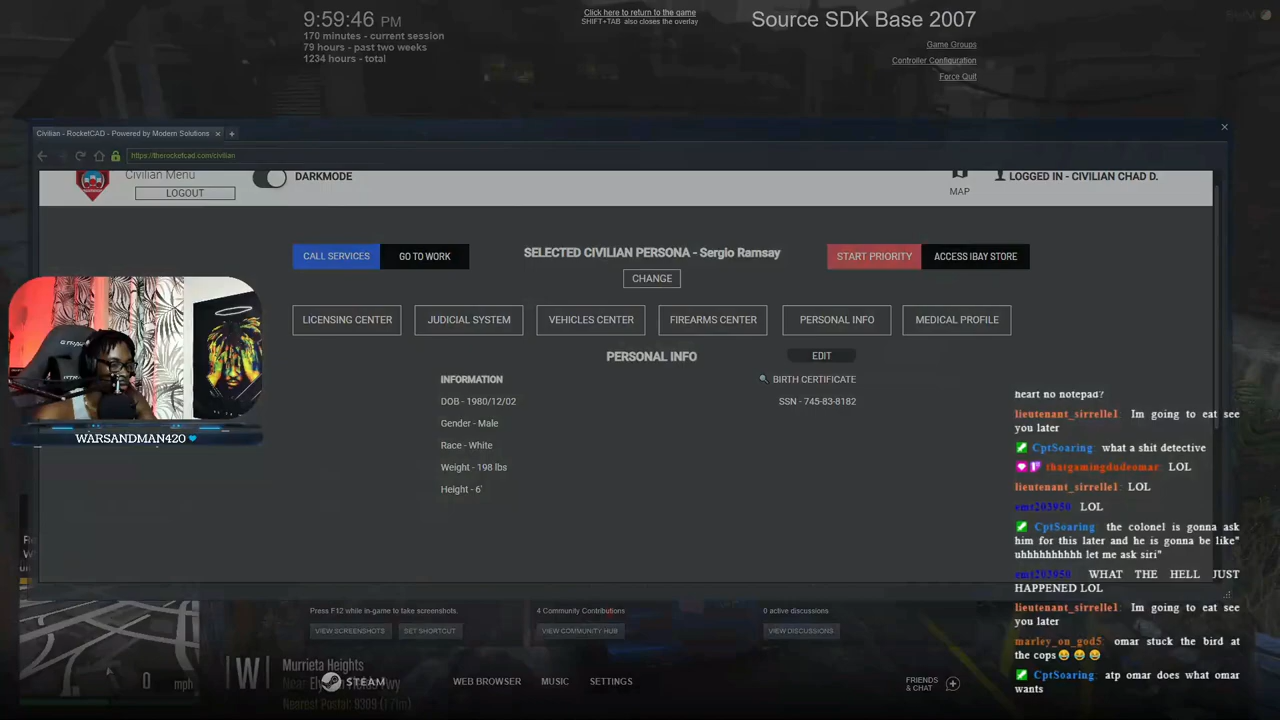 9:59:46 PM
170 minutes - current session
79 hours - past two weeks
1234 hours - total
Click here to return to the game
SHIFT+TAB also closes the overlay
Source SDK Base 2007
Game Groups
Controller Configuration
Force Quit
Civilian - RocketCAD - Powered by Modern Solutions
https://therocketcad.com/civilian
Civilian Menu
LOGOUT
DARKMODE
MAP
LOGGED IN - CIVILIAN CHAD D.
CALL SERVICES
GO TO WORK
SELECTED CIVILIAN PERSONA - Sergio Ramsay
CHANGE
START PRIORITY
ACCESS IBAY STORE
LICENSING CENTER
JUDICIAL SYSTEM
VEHICLES CENTER
FIREARMS CENTER
PERSONAL INFO
MEDICAL PROFILE
PERSONAL INFO
EDIT
INFORMATION
DOB - 1980/12/02
Gender - Male
Race - White
Weight - 198 lbs
Height - 6'
BIRTH CERTIFICATE
SSN - 745-83-8182
WARSANDMAN420
heart no notepad?
lieutenant_sirrelle1: Im going to eat see
you later
CptSoaring: what a shit detective
thatgamingdudeomar: LOL
lieutenant_sirrelle1: LOL
emt203950: LOL
CptSoaring: the colonel is gonna ask
him for this later and he is gonna be like"
uhhhhhhhhhh let me ask siri"
emt203950: WHAT THE HELL JUST
HAPPENED LOL
lieutenant_sirrelle1: Im going to eat see
you later
marley_on_god5: omar stuck the bird at
the cops 😂 😂 😂
CptSoaring: atp omar does what omar
wants
Press F12 while in-game to take screenshots.
VIEW SCREENSHOTS
SET SHORTCUT
4 Community Contributions
VIEW COMMUNITY HUB
0 active discussions
VIEW DISCUSSIONS
0 mph
W
Murrieta Heights
STEAM
WEB BROWSER
MUSIC
SETTINGS
FRIENDS
& CHAT